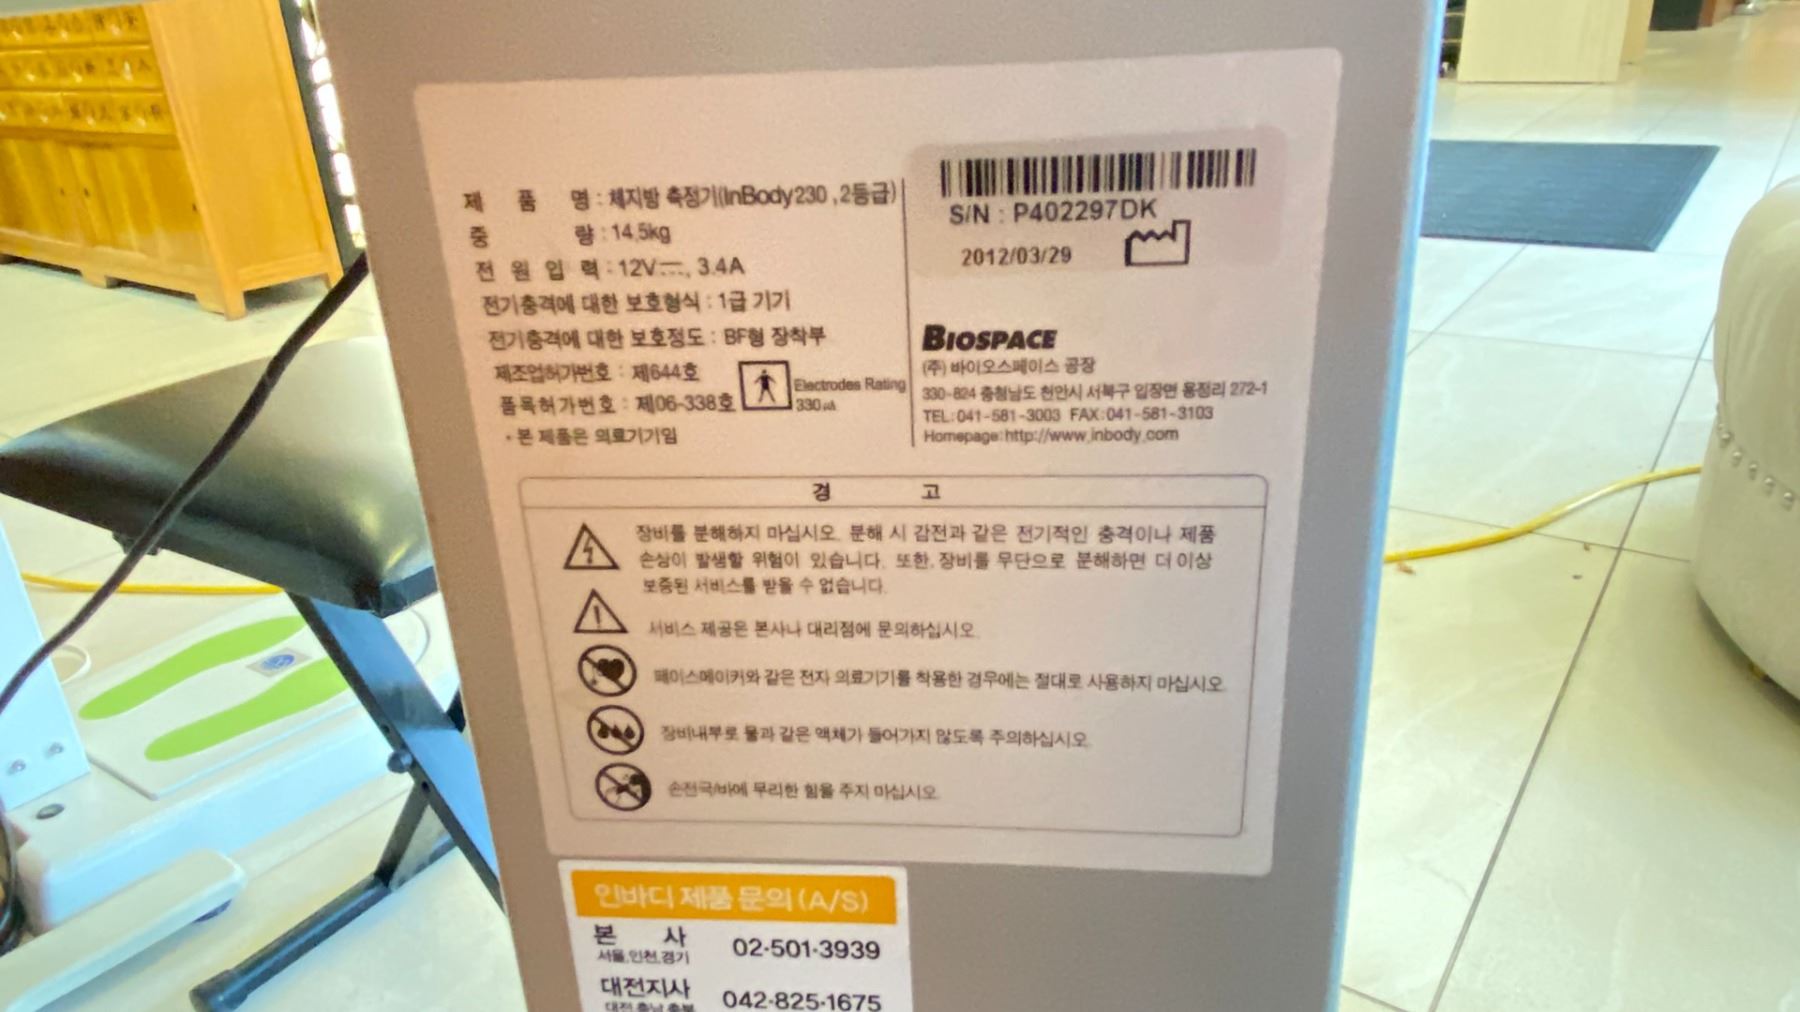 제 품 명 : 체지방 측정기(InBody230 , 2등급)
중 량 : 14.5kg
전 원 입 력 : 12V⎓, 3.4A
전기충격에 대한 보호형식 : 1급 기기
전기충격에 대한 보호정도 : BF형 장착부
제조업허가번호 : 제644호
품목허가번호 : 제06-338호
Electrodes Rating
330㎂
· 본 제품은 의료기기임
S/N : P402297DK
2012/03/29
BIOSPACE
(주) 바이오스페이스 공장
330-824 충청남도 천안시 서북구 입장면 용정리 272-1
TEL:041-581-3003 FAX:041-581-3103
Homepage:http://www.inbody.com
경 고
장비를 분해하지 마십시오. 분해 시 감전과 같은 전기적인 충격이나 제품
손상이 발생할 위험이 있습니다. 또한, 장비를 무단으로 분해하면 더 이상
보증된 서비스를 받을 수 없습니다.
서비스 제공은 본사나 대리점에 문의하십시오.
페이스메이커와 같은 전자 의료기기를 착용한 경우에는 절대로 사용하지 마십시오.
장비내부로 물과 같은 액체가 들어가지 않도록 주의하십시오.
손전극/바에 무리한 힘을 주지 마십시오.
인바디 제품 문의 (A/S)
본 사 02-501-3939
서울,인천,경기
대전지사 042-825-1675
대전,충남,충북